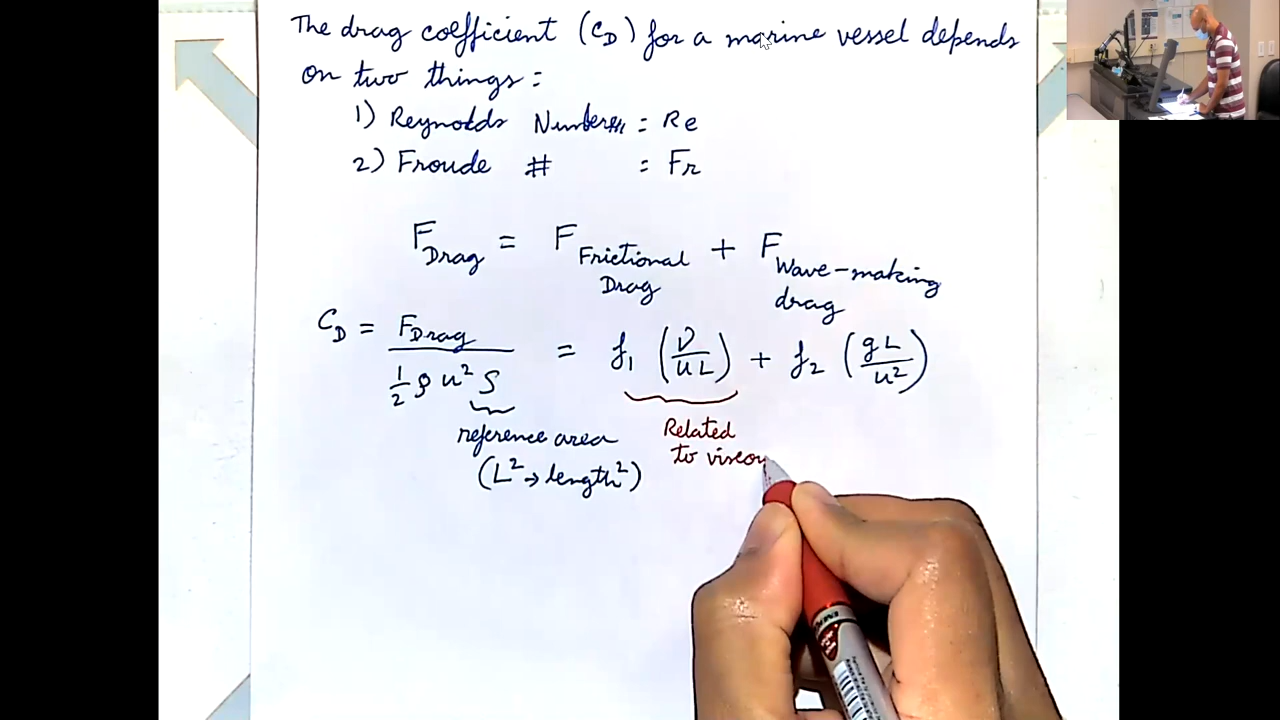 The drag coefficient (C_D) for a marine vessel depends
on two things:
1) Reynolds Number = Re
2) Froude # = Fr
F_Drag = F_Frictional Drag + F_Wave-making drag
C_D = F_Drag / (1/2 ρ u² S) = f₁ (ν / uL) + f₂ (gL / u²)
reference area
(L² → length²)
Related
to viscou